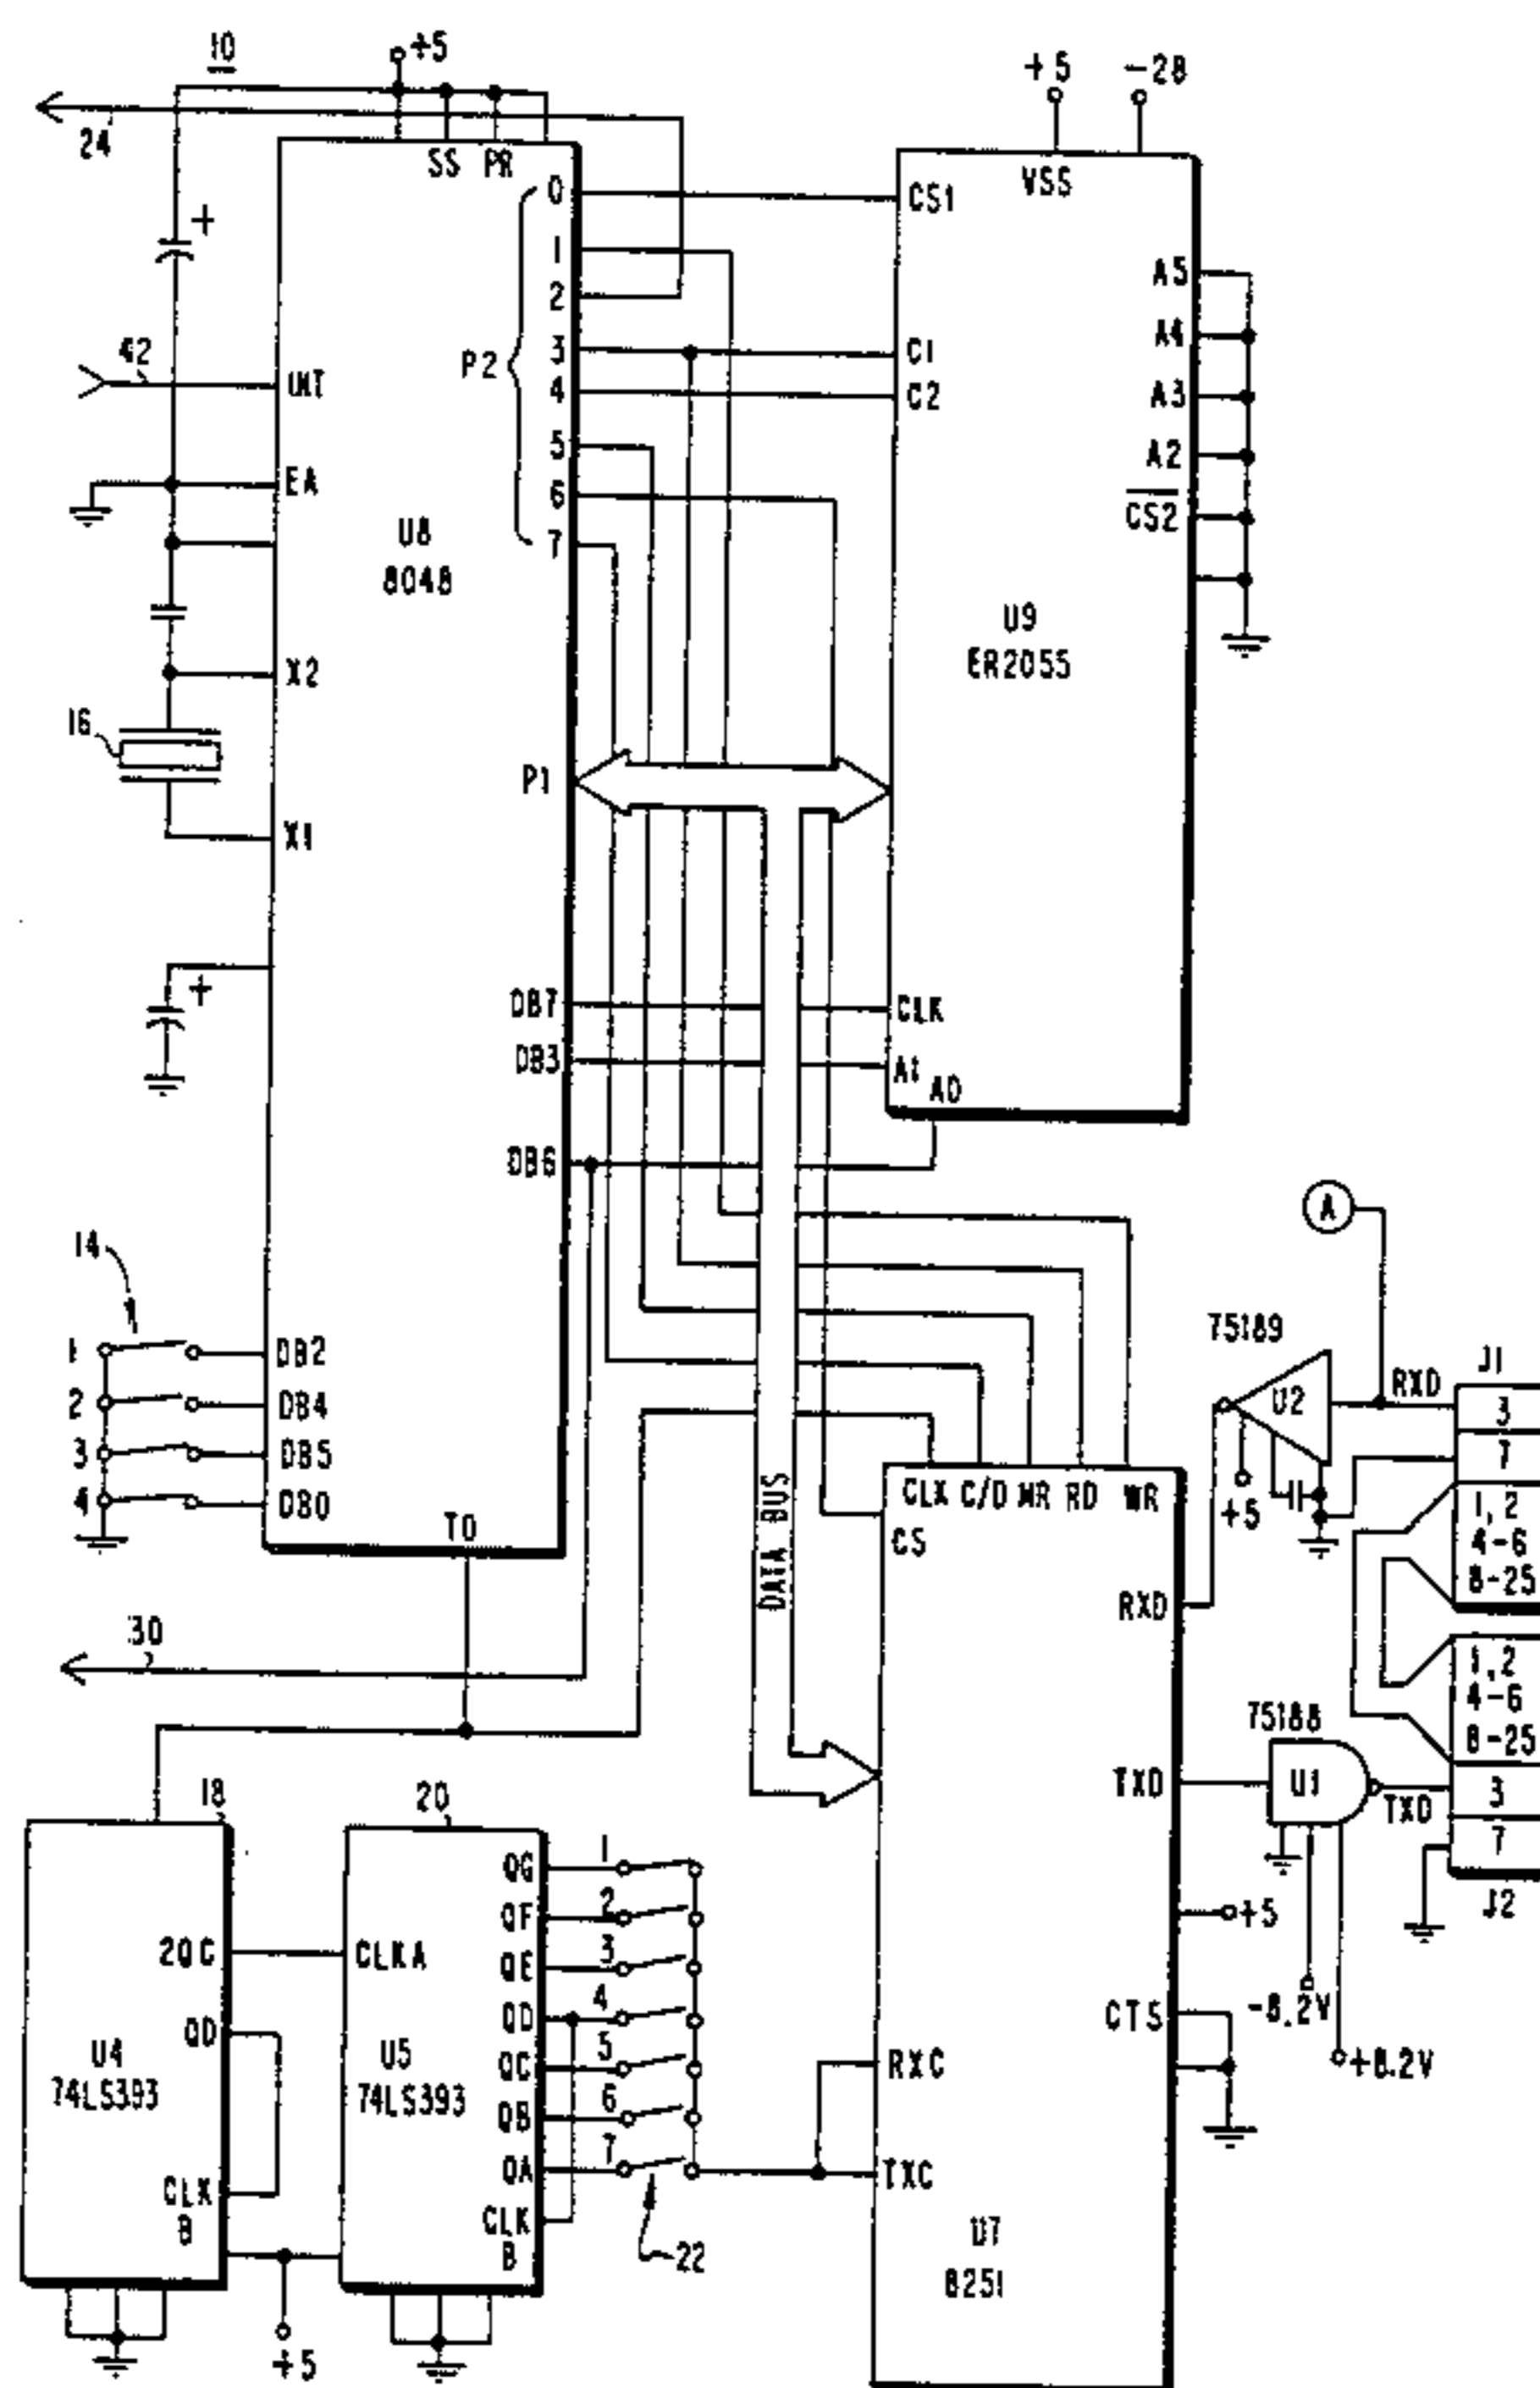 10
+5
24
SS PR
+5 -28
VSS
0
CS1
1
2
A5
A4
42
INT
P2
3
C1
4
C2
A3
5
A2
EA
6
CS2
U8
8048
7
U9
ER2055
X2
16
P1
X1
DB7
CLK
DB3
A1
A0
DB6
A
14
1 DB2
2 DB4
3 DB5
4 DB0
T0
75189
U2
+5
RXD
J1
3
7
1,2
4-6
8-25
CLK C/D MR RD WR
CS
DATA BUS
RXD
30
1,2
4-6
8-25
3
7
J2
75188
TXD
U1
TXD
+5
-8.2V
+8.2V
CTS
18
20
2QC
CLKA
QD
U4
74LS393
CLK
B
U5
74LS393
QG 1
QF 2
QE 3
QD 4
QC 5
QB 6
QA 7
CLK
B
22
+5
RXC
TXC
U7
8251